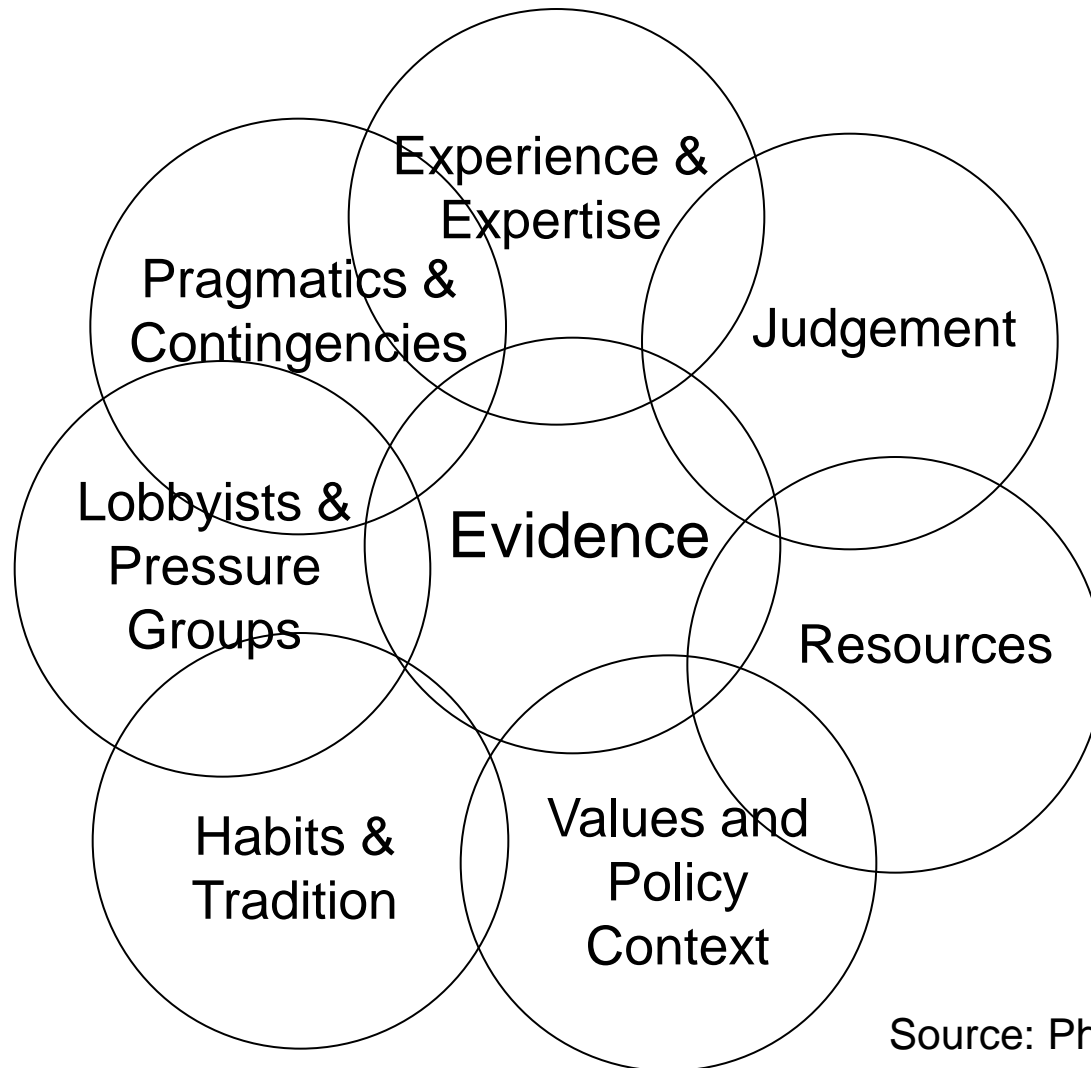 Experience &
Expertise
Pragmatics &
Contingencies
Judgement
Lobbyists &
Pressure
Groups
Evidence
Resources
Habits &
Tradition
Values and
Policy
Context
Source: Ph